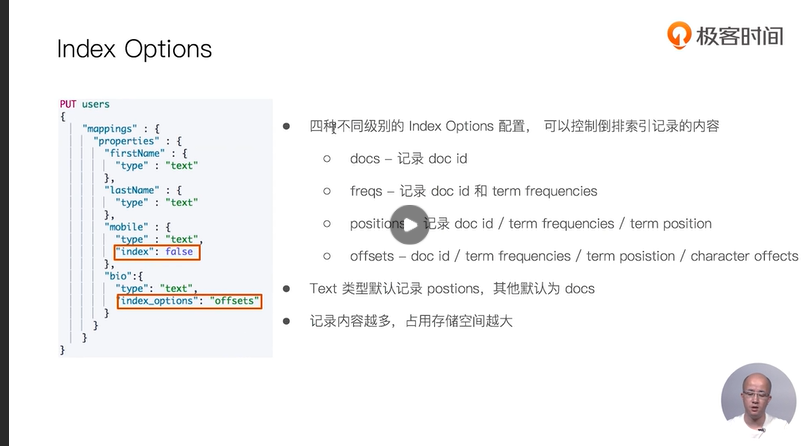 极客时间
Index Options
PUT users
{
"mappings" : {
"properties" : {
"firstName" : {
"type" : "text"
},
"lastName" : {
"type" : "text"
},
"mobile" : {
"type" : "text",
"index": false
},
"bio":{
"type": "text",
"index_options": "offsets"
}
}
}
}
四种不同级别的 Index Options 配置， 可以控制倒排索引记录的内容
docs – 记录 doc id
freqs – 记录 doc id 和 term frequencies
positions 记录 doc id / term frequencies / term position
offsets – doc id / term frequencies / term posistion / character offects
Text 类型默认记录 postions，其他默认为 docs
记录内容越多，占用存储空间越大